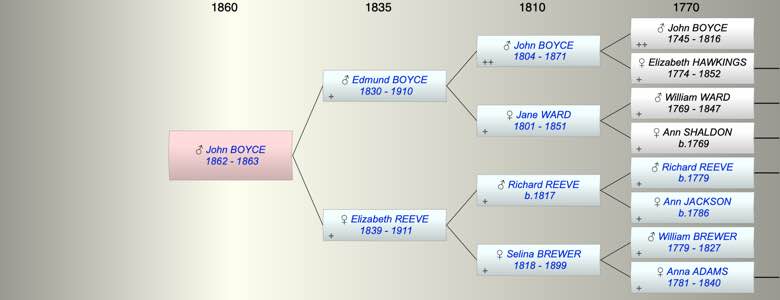 1860 1835 1810 1770
♂ John BOYCE
1745 - 1816
++
♂ John BOYCE
1804 - 1871
++
♀ Elizabeth HAWKINGS
1774 - 1852
+
♂ Edmund BOYCE
1830 - 1910
+
♂ William WARD
1769 - 1847
+
♀ Jane WARD
1801 - 1851
+
♀ Ann SHALDON
b.1769
+
♂ John BOYCE
1862 - 1863
♂ Richard REEVE
b.1779
+
♂ Richard REEVE
b.1817
+
♀ Ann JACKSON
b.1786
+
♀ Elizabeth REEVE
1839 - 1911
+
♂ William BREWER
1779 - 1827
+
♀ Selina BREWER
1818 - 1899
+
♀ Anna ADAMS
1781 - 1840
+